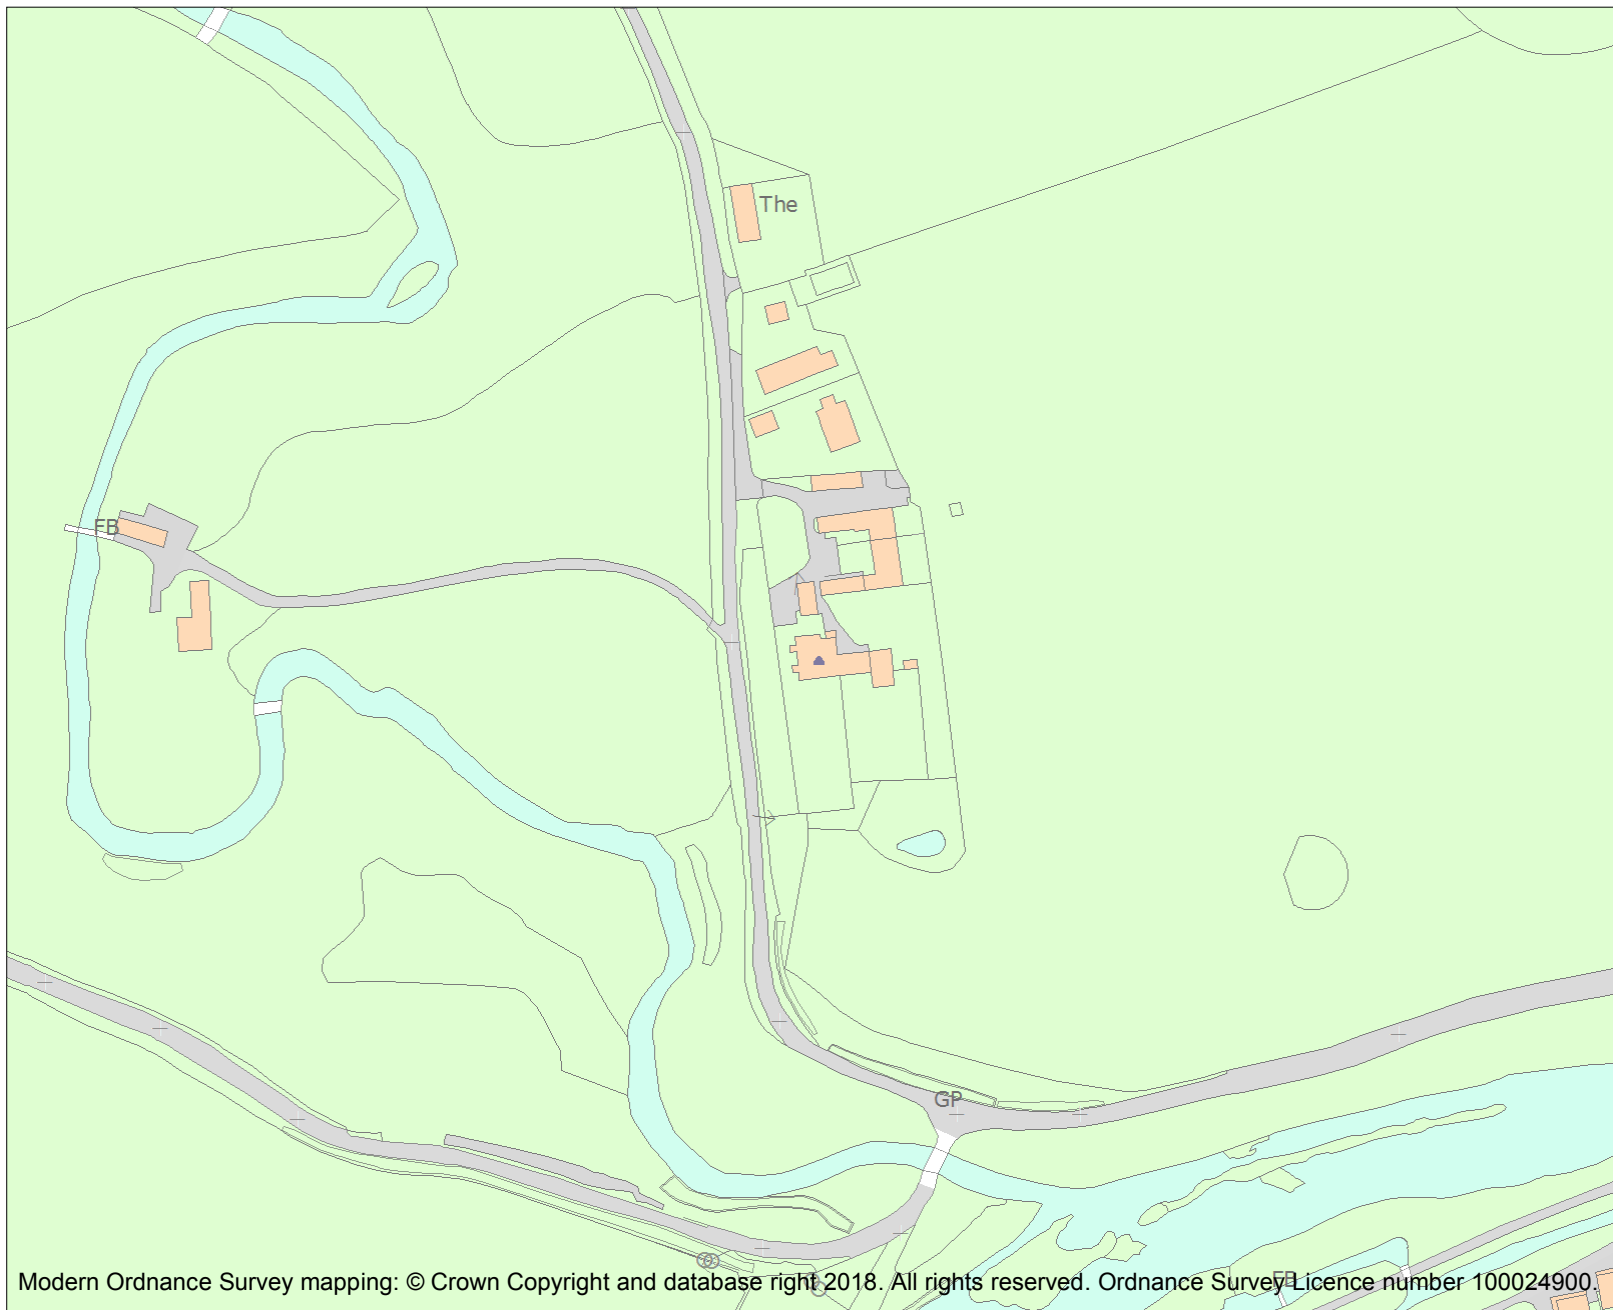 The
FB
GP
FB
Modern Ordnance Survey mapping: © Crown Copyright and database right 2018. All rights reserved. Ordnance Survey Licence number 100024900.